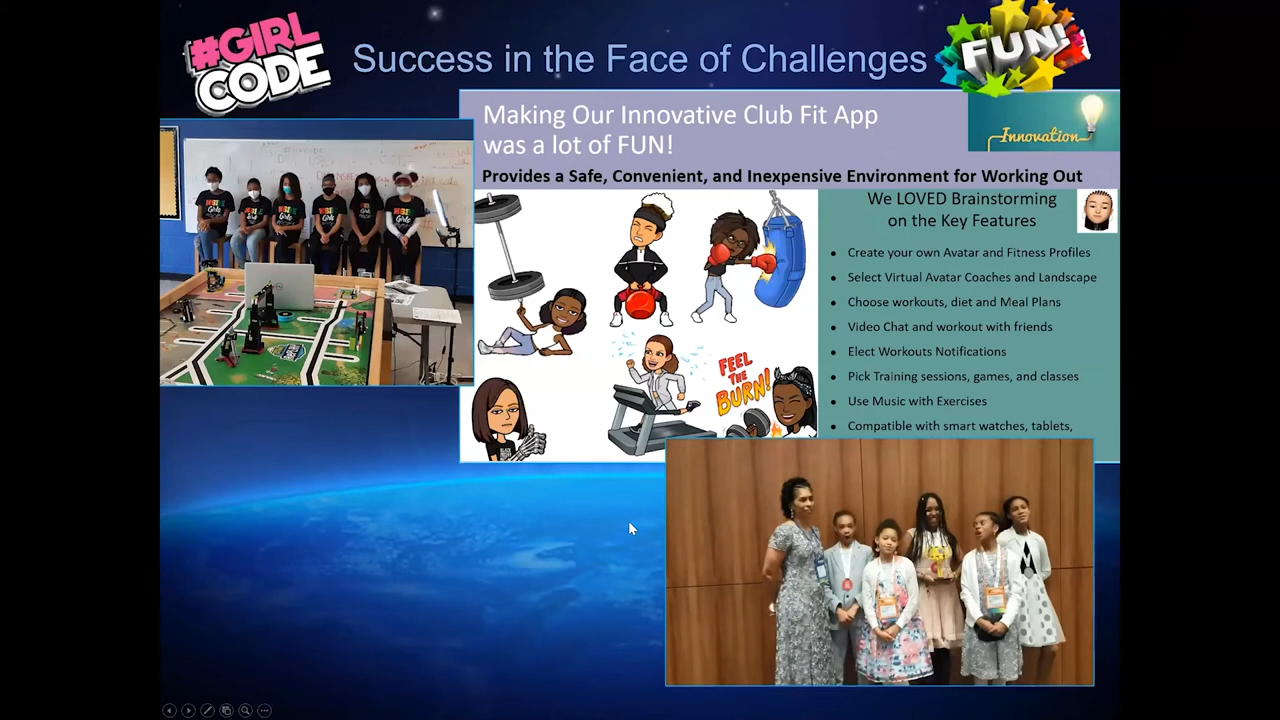 #GIRL
CODE
Success in the Face of Challenges
FUN!
Making Our Innovative Club Fit App
was a lot of FUN!
Innovation
Provides a Safe, Convenient, and Inexpensive Environment for Working Out
We LOVED Brainstorming
on the Key Features
• Create your own Avatar and Fitness Profiles
• Select Virtual Avatar Coaches and Landscape
• Choose workouts, diet and Meal Plans
• Video Chat and workout with friends
• Elect Workouts Notifications
• Pick Training sessions, games, and classes
• Use Music with Exercises
• Compatible with smart watches, tablets,
FEEL
THE
BURN!